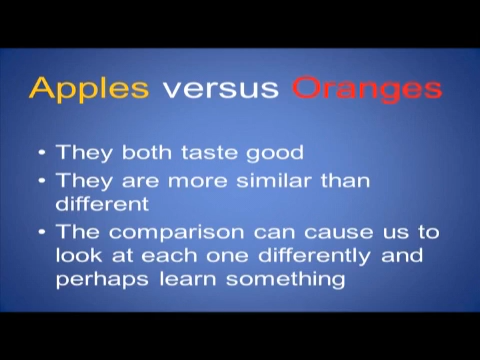 Apples versus Oranges
• They both taste good
• They are more similar than
different
• The comparison can cause us to
look at each one differently and
perhaps learn something